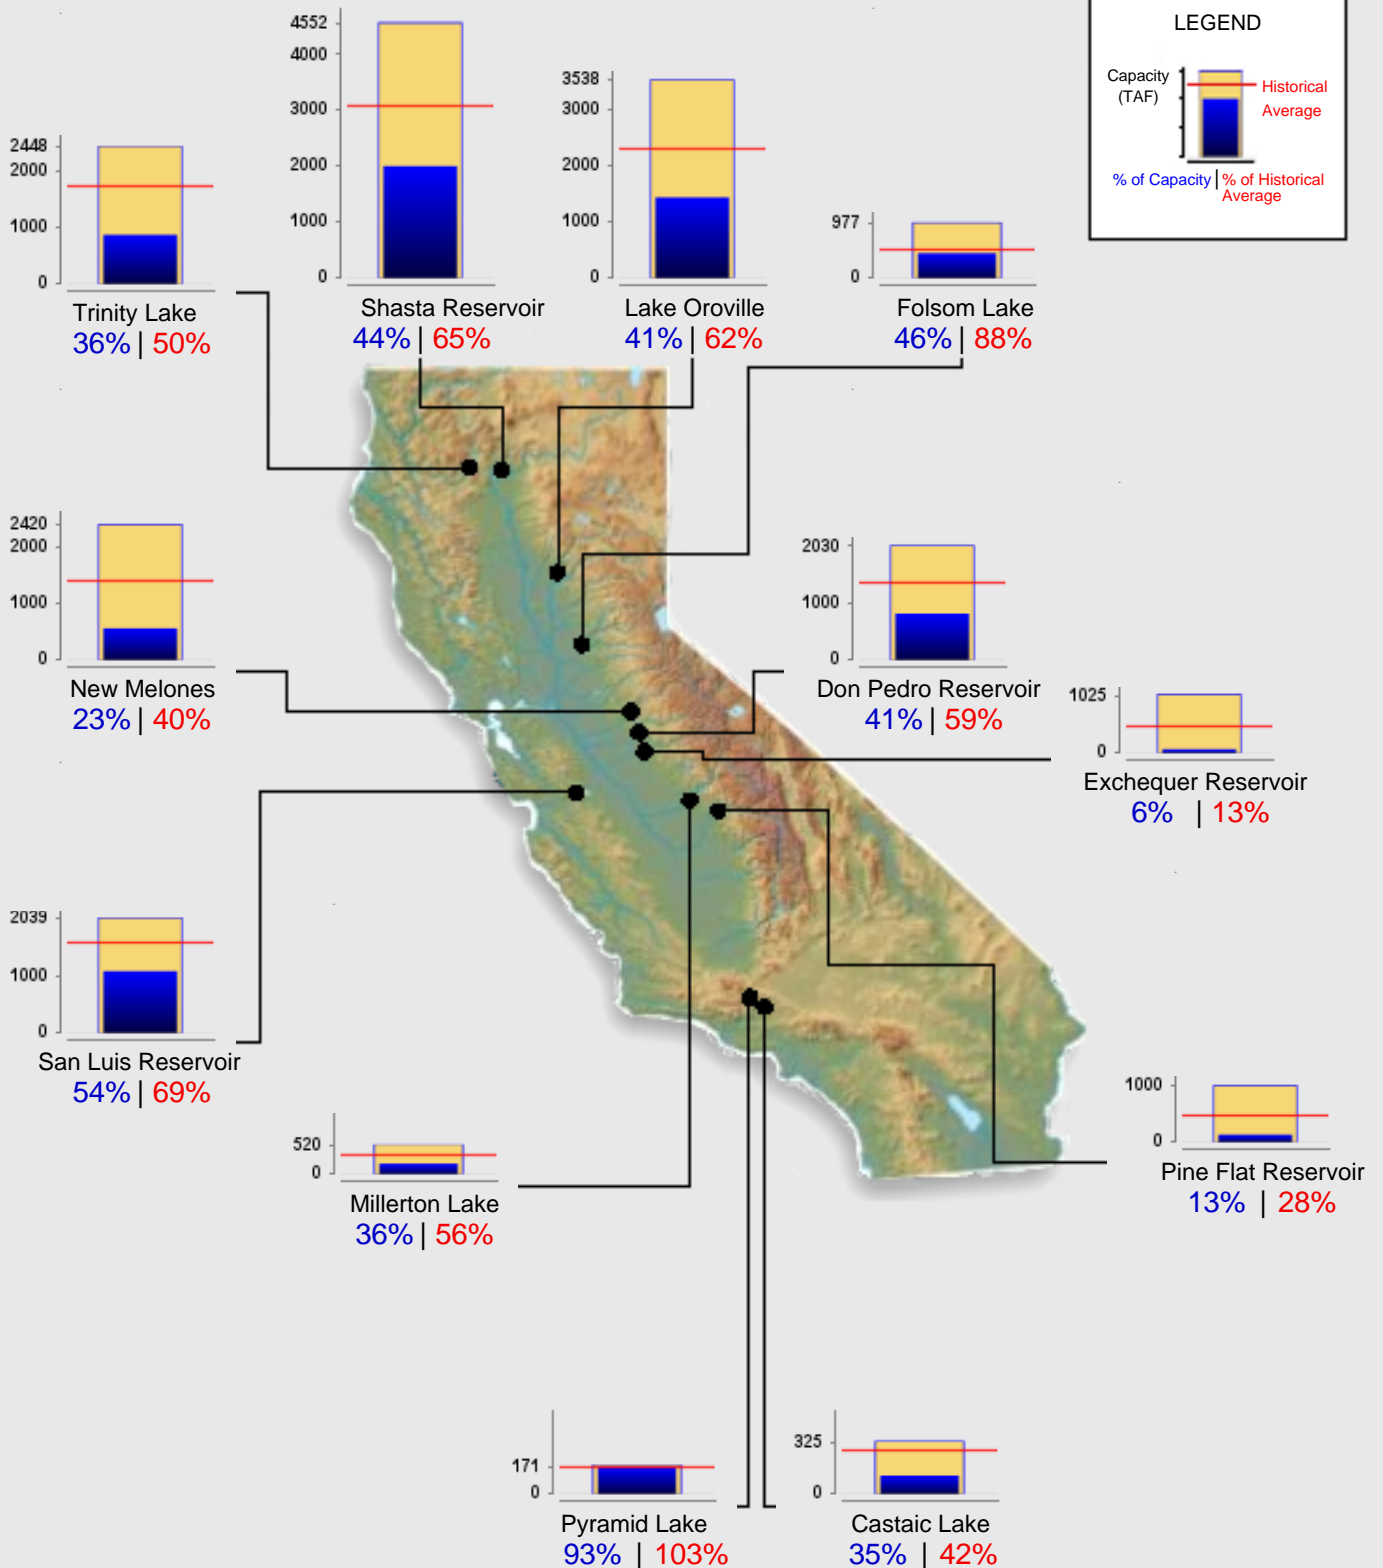 LEGEND
Capacity
(TAF)
Historical
Average
% of Capacity | % of Historical
Average
4552
4000
3000
2000
1000
0
Shasta Reservoir
44% | 65%
3538
3000
2000
1000
0
Lake Oroville
41% | 62%
2448
2000
1000
0
Trinity Lake
36% | 50%
977
0
Folsom Lake
46% | 88%
2420
2000
1000
0
New Melones
23% | 40%
2030
1000
0
Don Pedro Reservoir
41% | 59%
1025
0
Exchequer Reservoir
6% | 13%
2039
1000
0
San Luis Reservoir
54% | 69%
520
0
Millerton Lake
36% | 56%
1000
0
Pine Flat Reservoir
13% | 28%
171
0
Pyramid Lake
93% | 103%
325
0
Castaic Lake
35% | 42%